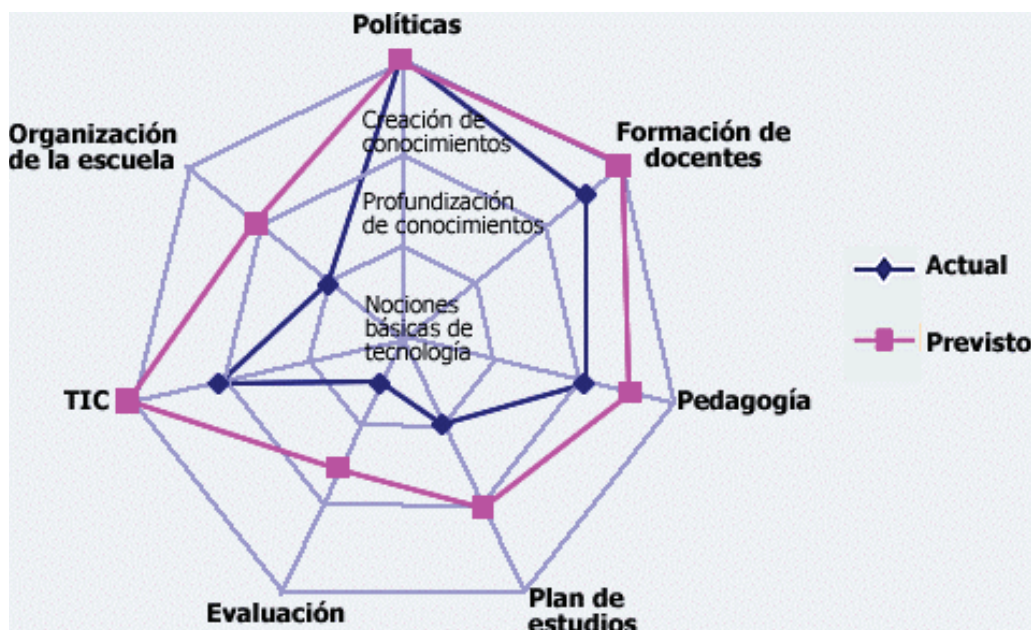 Políticas
Creación de
conocimientos
Organización
de la escuela
Formación de
docentes
Profundización
de conocimientos
Actual
Nociones
básicas de
tecnología
Previsto
TIC
Pedagogía
Evaluación
Plan de
estudios